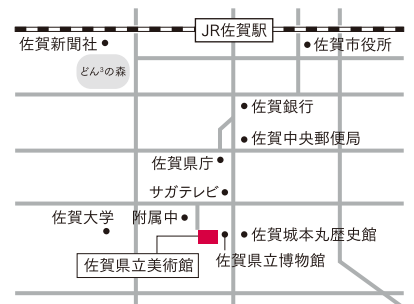 JR佐賀駅
佐賀新聞社
佐賀市役所
どん³の森
佐賀銀行
佐賀中央郵便局
佐賀県庁
サガテレビ
佐賀大学
附属中
佐賀城本丸歴史館
佐賀県立博物館
佐賀県立美術館